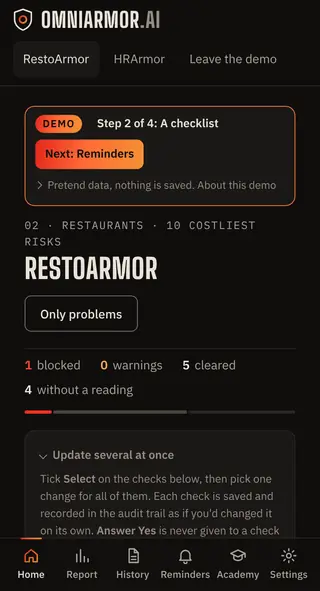 OMNIARMOR.AI
RestoArmor HRArmor Leave the demo
DEMO Step 2 of 4: A checklist
Next: Reminders
Pretend data, nothing is saved. About this demo
02 · RESTAURANTS · 10 COSTLIEST
RISKS
RESTOARMOR
Only problems
1 blocked 0 warnings 5 cleared
4 without a reading
Update several at once
Tick Select on the checks below, then pick one
change for all of them. Each check is saved and
recorded in the audit trail as if you'd changed it
on its own. Answer Yes is never given to a check
Home Report History Reminders Academy Settings